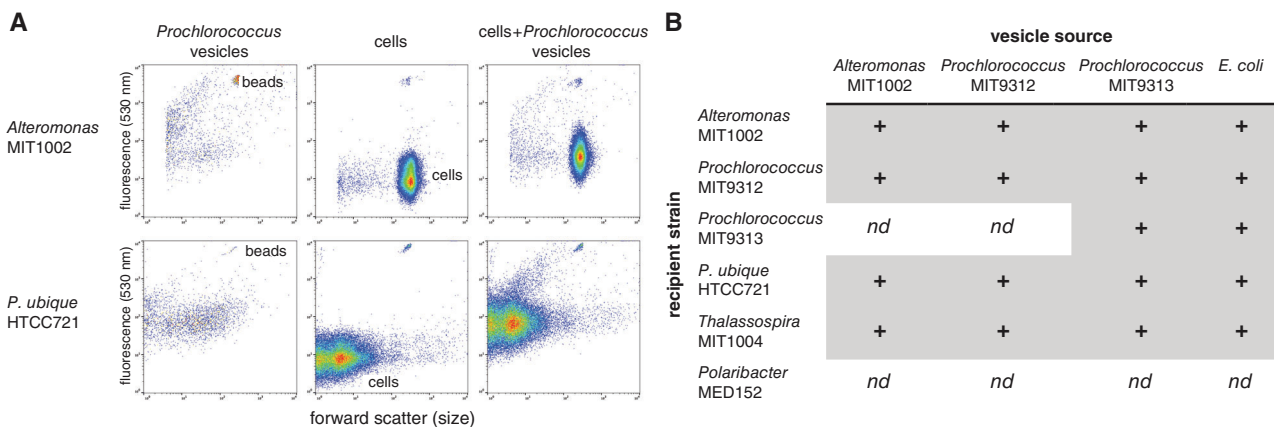 A
Prochlorococcus
vesicles
cells
cells+Prochlorococcus
vesicles
Alteromonas
MIT1002
fluorescence (530 nm)
beads
cells
P. ubique
HTCC721
fluorescence (530 nm)
beads
cells
forward scatter (size)
B
vesicle source
Alteromonas
MIT1002
Prochlorococcus
MIT9312
Prochlorococcus
MIT9313
E. coli
recipient strain
Alteromonas
MIT1002
+ + + +
Prochlorococcus
MIT9312
+ + + +
Prochlorococcus
MIT9313
nd nd + +
P. ubique
HTCC721
+ + + +
Thalassospira
MIT1004
+ + + +
Polaribacter
MED152
nd nd nd nd